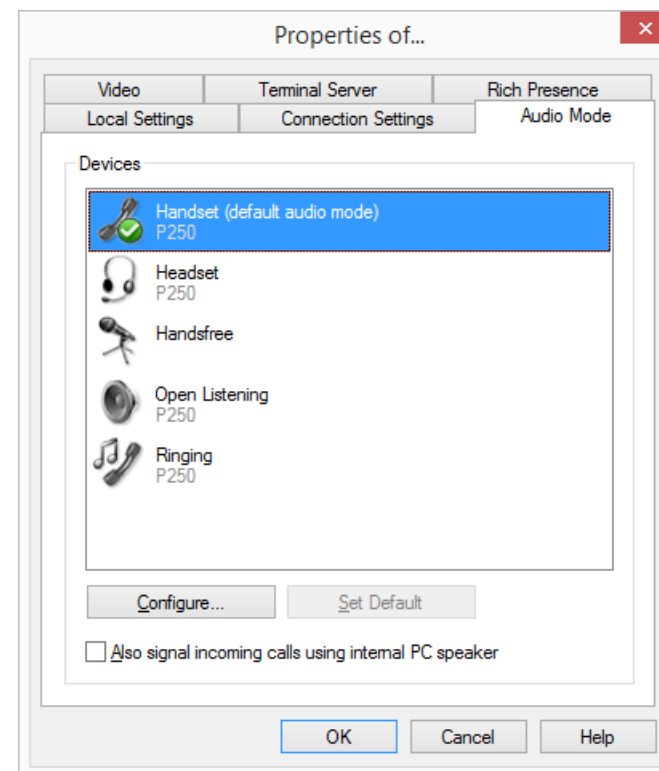 Properties of...
Video
Terminal Server
Rich Presence
Local Settings
Connection Settings
Audio Mode
Devices
Handset (default audio mode)
P250
Headset
P250
Handsfree
Open Listening
P250
Ringing
P250
Configure...
Set Default
Also signal incoming calls using internal PC speaker
OK
Cancel
Help